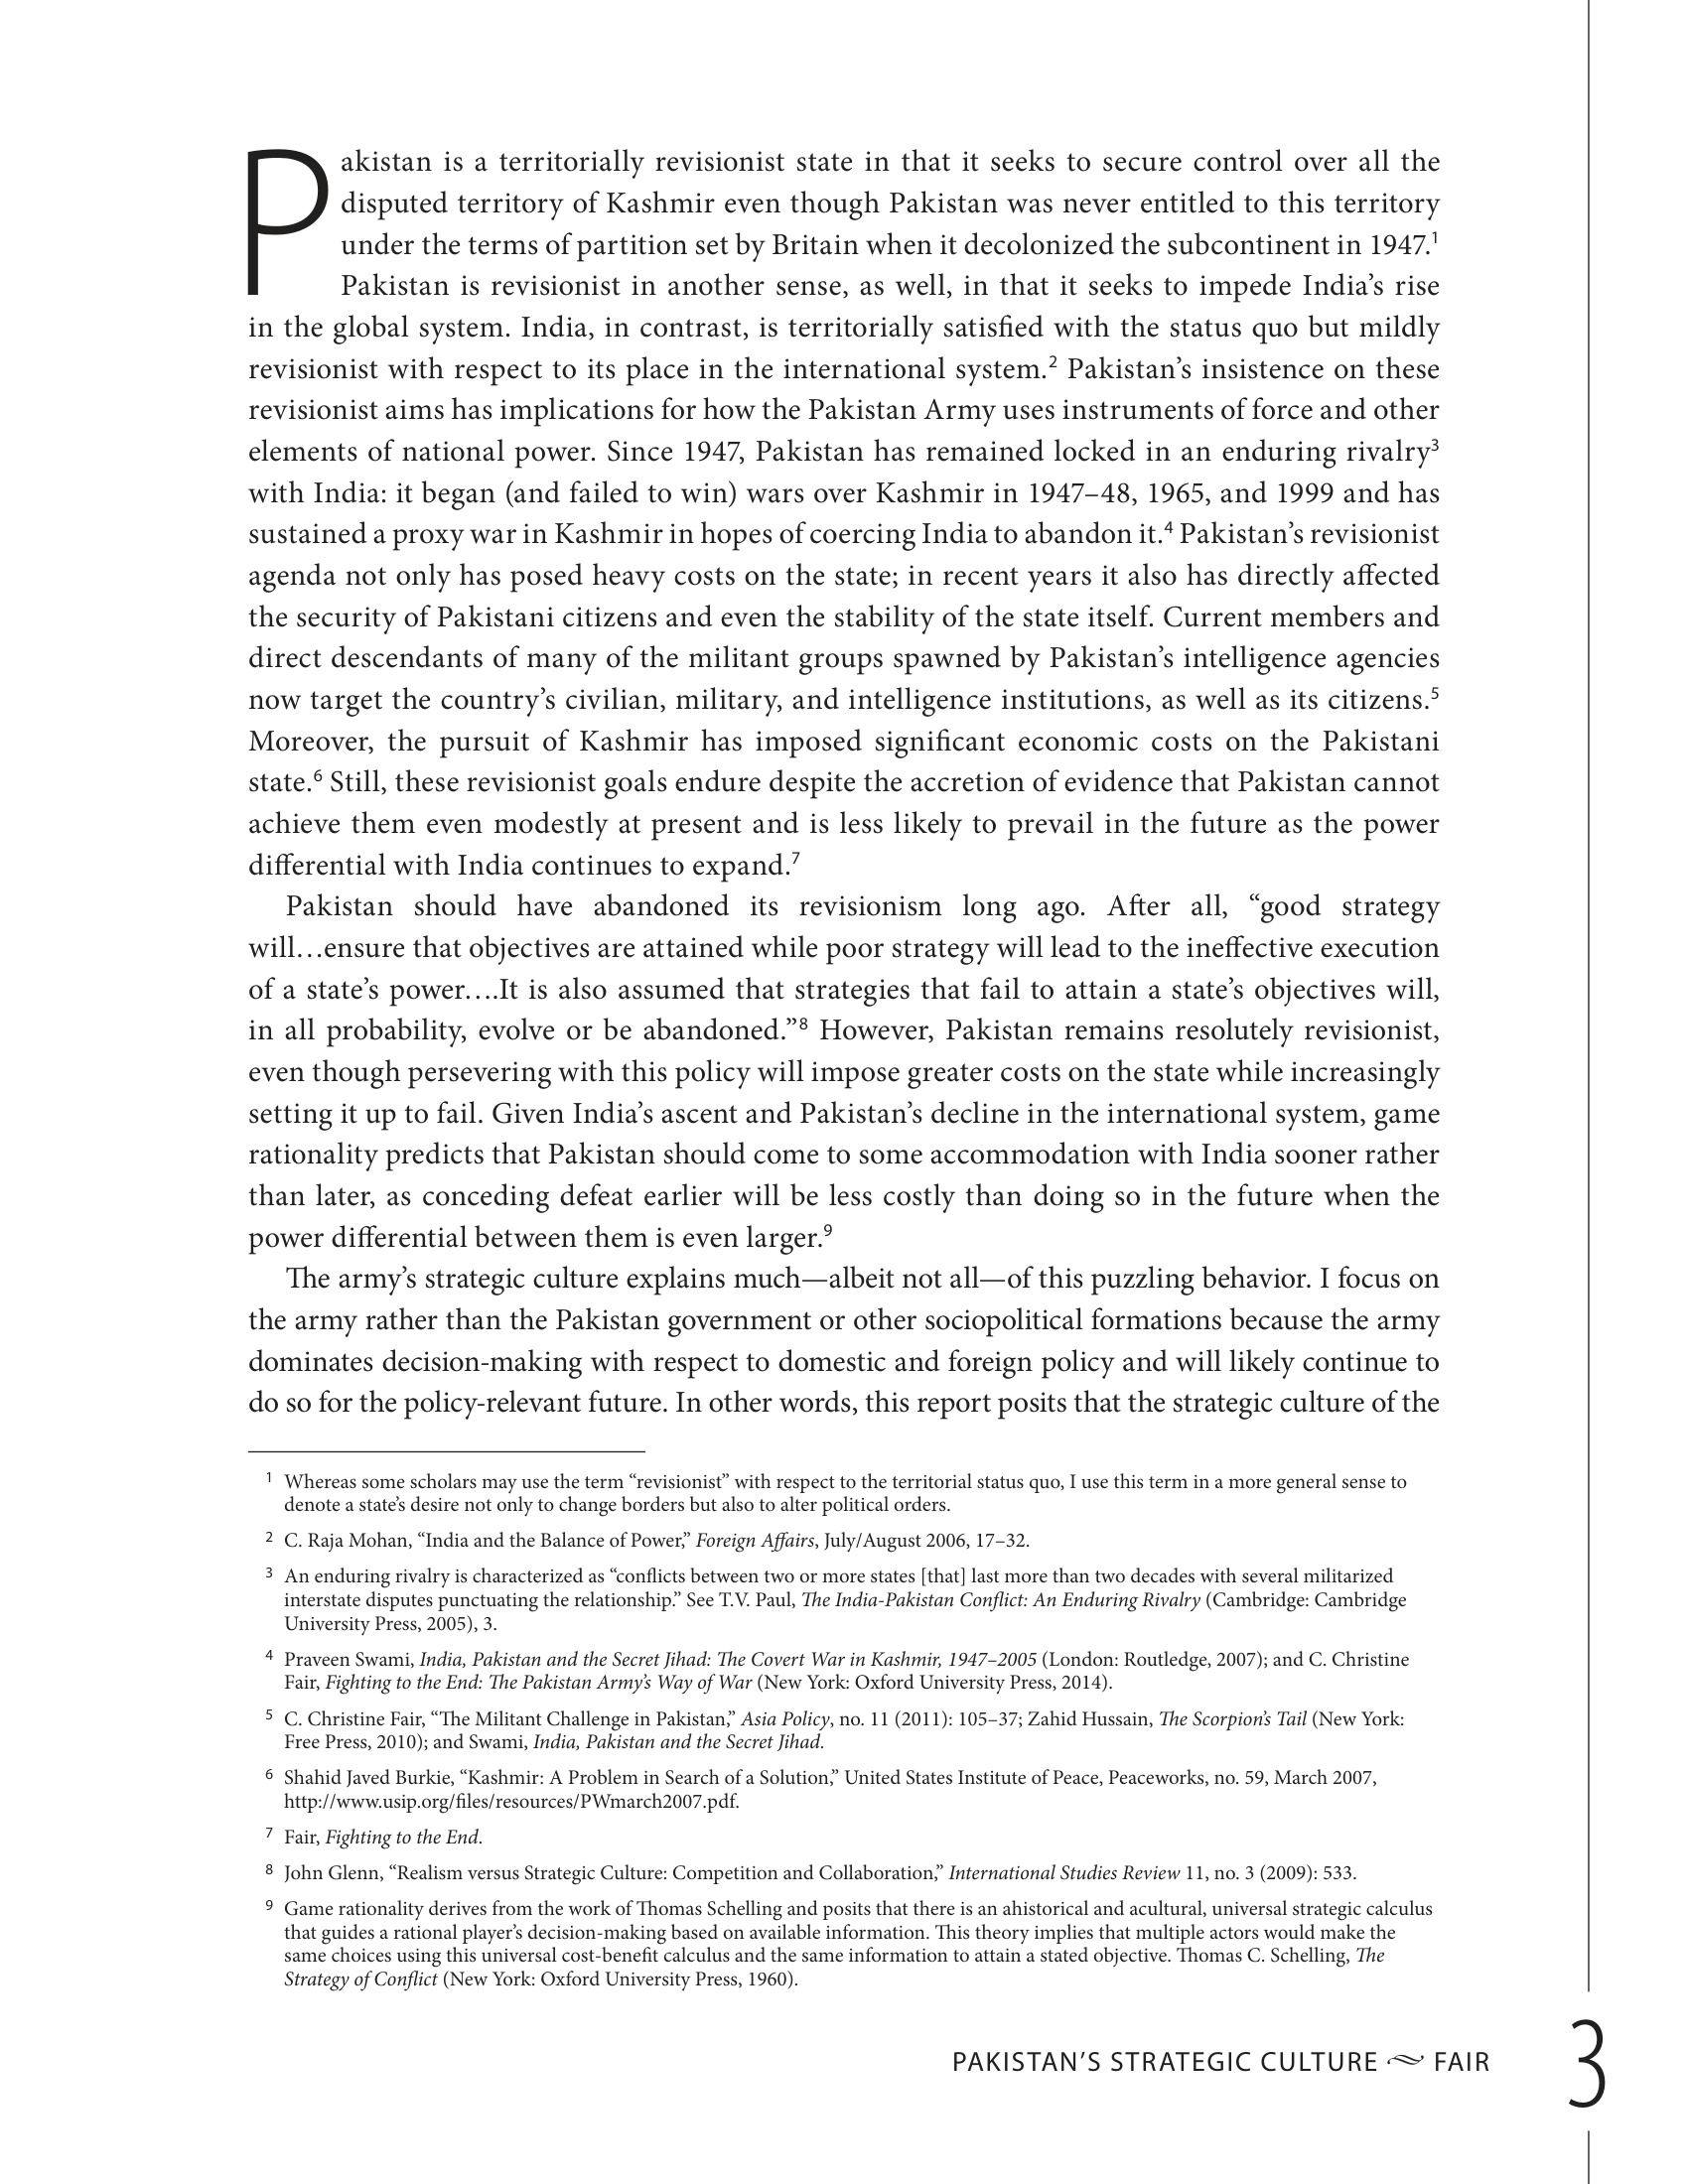 Pakistan is a territorially revisionist state in that it seeks to secure control over all the
disputed territory of Kashmir even though Pakistan was never entitled to this territory
under the terms of partition set by Britain when it decolonized the subcontinent in 1947.1
Pakistan is revisionist in another sense, as well, in that it seeks to impede India’s rise
in the global system. India, in contrast, is territorially satisfied with the status quo but mildly
revisionist with respect to its place in the international system.2 Pakistan’s insistence on these
revisionist aims has implications for how the Pakistan Army uses instruments of force and other
elements of national power. Since 1947, Pakistan has remained locked in an enduring rivalry3
with India: it began (and failed to win) wars over Kashmir in 1947–48, 1965, and 1999 and has
sustained a proxy war in Kashmir in hopes of coercing India to abandon it.4 Pakistan’s revisionist
agenda not only has posed heavy costs on the state; in recent years it also has directly affected
the security of Pakistani citizens and even the stability of the state itself. Current members and
direct descendants of many of the militant groups spawned by Pakistan’s intelligence agencies
now target the country’s civilian, military, and intelligence institutions, as well as its citizens.5
Moreover, the pursuit of Kashmir has imposed significant economic costs on the Pakistani
state.6 Still, these revisionist goals endure despite the accretion of evidence that Pakistan cannot
achieve them even modestly at present and is less likely to prevail in the future as the power
differential with India continues to expand.7
Pakistan should have abandoned its revisionism long ago. After all, “good strategy
will…ensure that objectives are attained while poor strategy will lead to the ineffective execution
of a state’s power….It is also assumed that strategies that fail to attain a state’s objectives will,
in all probability, evolve or be abandoned.”8 However, Pakistan remains resolutely revisionist,
even though persevering with this policy will impose greater costs on the state while increasingly
setting it up to fail. Given India’s ascent and Pakistan’s decline in the international system, game
rationality predicts that Pakistan should come to some accommodation with India sooner rather
than later, as conceding defeat earlier will be less costly than doing so in the future when the
power differential between them is even larger.9
The army’s strategic culture explains much—albeit not all—of this puzzling behavior. I focus on
the army rather than the Pakistan government or other sociopolitical formations because the army
dominates decision-making with respect to domestic and foreign policy and will likely continue to
do so for the policy-relevant future. In other words, this report posits that the strategic culture of the
1 Whereas some scholars may use the term “revisionist” with respect to the territorial status quo, I use this term in a more general sense to
denote a state’s desire not only to change borders but also to alter political orders.
2 C. Raja Mohan, “India and the Balance of Power,” Foreign Affairs, July/August 2006, 17–32.
3 An enduring rivalry is characterized as “conflicts between two or more states [that] last more than two decades with several militarized
interstate disputes punctuating the relationship.” See T.V. Paul, The India-Pakistan Conflict: An Enduring Rivalry (Cambridge: Cambridge
University Press, 2005), 3.
4 Praveen Swami, India, Pakistan and the Secret Jihad: The Covert War in Kashmir, 1947–2005 (London: Routledge, 2007); and C. Christine
Fair, Fighting to the End: The Pakistan Army’s Way of War (New York: Oxford University Press, 2014).
5 C. Christine Fair, “The Militant Challenge in Pakistan,” Asia Policy, no. 11 (2011): 105–37; Zahid Hussain, The Scorpion’s Tail (New York:
Free Press, 2010); and Swami, India, Pakistan and the Secret Jihad.
6 Shahid Javed Burkie, “Kashmir: A Problem in Search of a Solution,” United States Institute of Peace, Peaceworks, no. 59, March 2007,
http://www.usip.org/files/resources/PWmarch2007.pdf.
7 Fair, Fighting to the End.
8 John Glenn, “Realism versus Strategic Culture: Competition and Collaboration,” International Studies Review 11, no. 3 (2009): 533.
9 Game rationality derives from the work of Thomas Schelling and posits that there is an ahistorical and acultural, universal strategic calculus
that guides a rational player’s decision-making based on available information. This theory implies that multiple actors would make the
same choices using this universal cost-benefit calculus and the same information to attain a stated objective. Thomas C. Schelling, The
Strategy of Conflict (New York: Oxford University Press, 1960).
PAKISTAN’S STRATEGIC CULTURE ~ FAIR
3